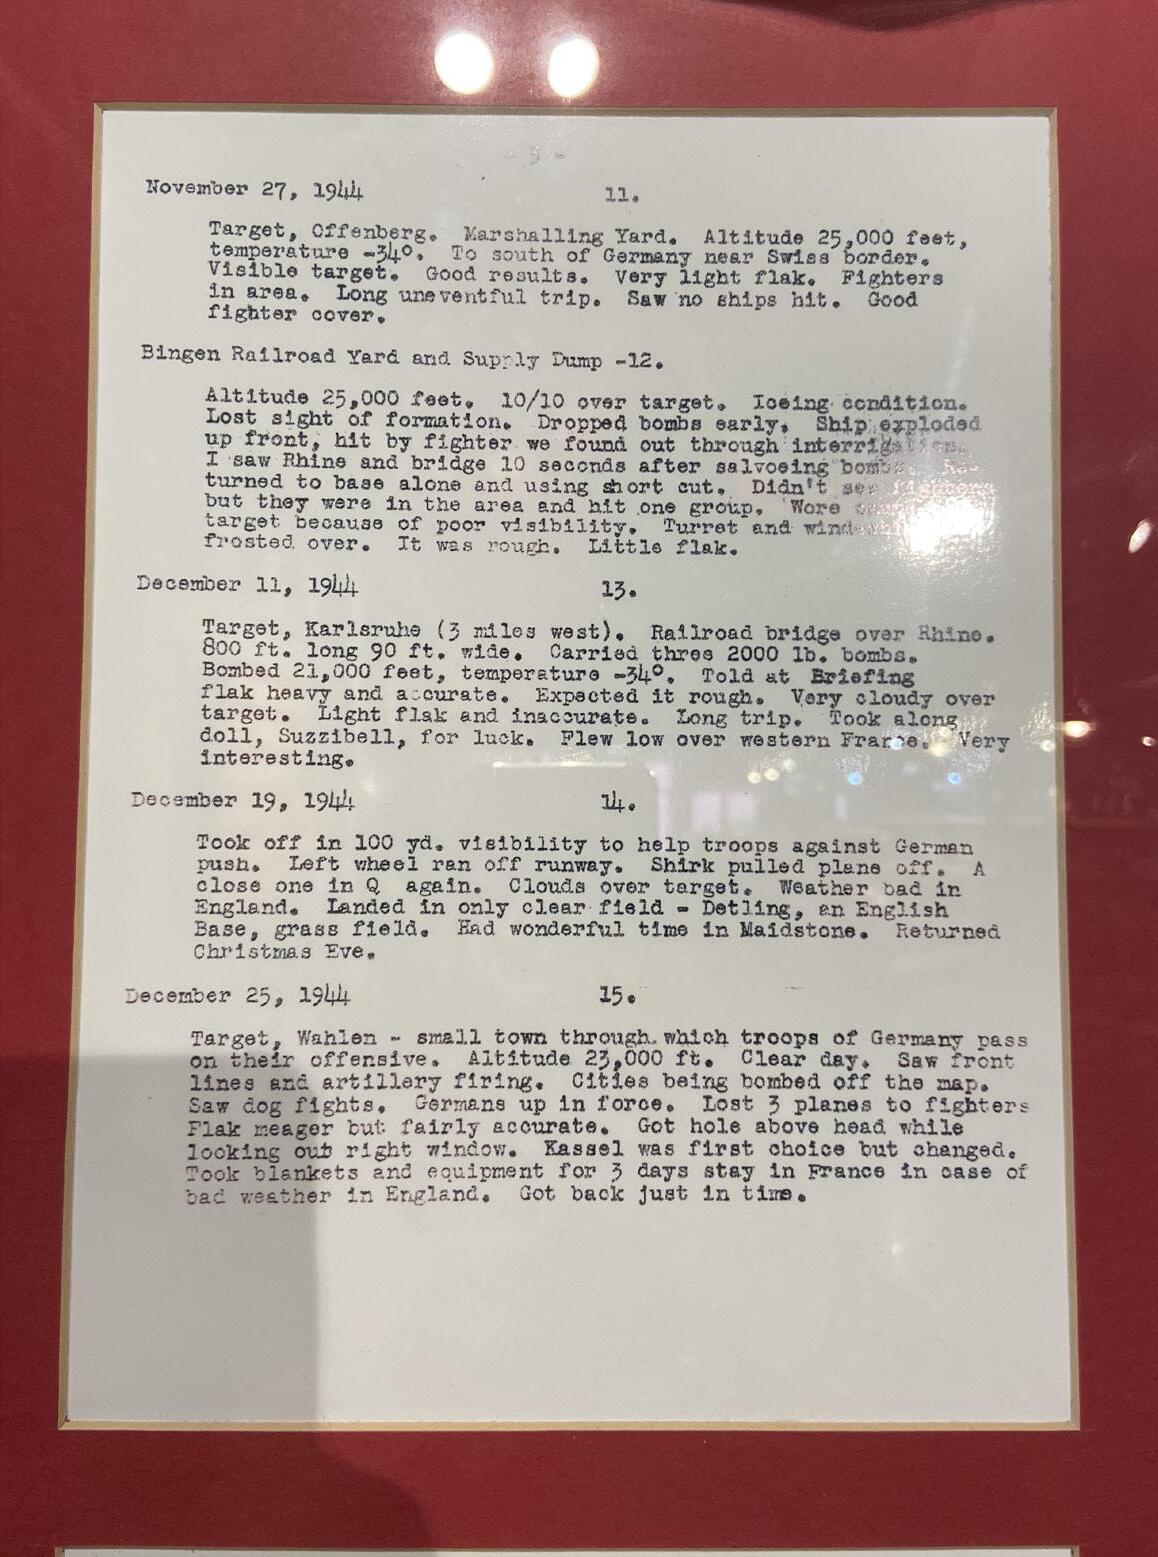 - 3 -
November 27, 1944 11.
Target, Offenberg. Marshalling Yard. Altitude 25,000 feet,
temperature -34°. To south of Germany near Swiss border.
Visible target. Good results. Very light flak. Fighters
in area. Long uneventful trip. Saw no ships hit. Good
fighter cover.
Bingen Railroad Yard and Supply Dump -12.
Altitude 25,000 feet. 10/10 over target. Iceing condition.
Lost sight of formation. Dropped bombs early. Ship exploded
up front, hit by fighter we found out through interrigation.
I saw Rhine and bridge 10 seconds after salvoeing bombs. Re-
turned to base alone and using short cut. Didn't see fighters
but they were in the area and hit one group. Wore
target because of poor visibility. Turret and
frosted over. It was rough. Little flak.
December 11, 1944 13.
Target, Karlsruhe (3 miles west). Railroad bridge over Rhine.
800 ft. long 90 ft. wide. Carried three 2000 lb. bombs.
Bombed 21,000 feet, temperature -34°. Told at Briefing
flak heavy and accurate. Expected it rough. Very cloudy over
target. Light flak and inaccurate. Long trip. Took along
doll, Suzzibell, for luck. Flew low over western France. Very
interesting.
December 19, 1944 14.
Took off in 100 yd. visibility to help troops against German
push. Left wheel ran off runway. Shirk pulled plane off. A
close one in Q again. Clouds over target. Weather bad in
England. Landed in only clear field - Detling, an English
Base, grass field. Had wonderful time in Maidstone. Returned
Christmas Eve.
December 25, 1944 15.
Target, Wahlen - small town through which troops of Germany pass
on their offensive. Altitude 23,000 ft. Clear day. Saw front
lines and artillery firing. Cities being bombed off the map.
Saw dog fights. Germans up in force. Lost 3 planes to fighters
Flak meager but fairly accurate. Got hole above head while
looking out right window. Kassel was first choice but changed.
Took blankets and equipment for 3 days stay in France in case of
bad weather in England. Got back just in time.